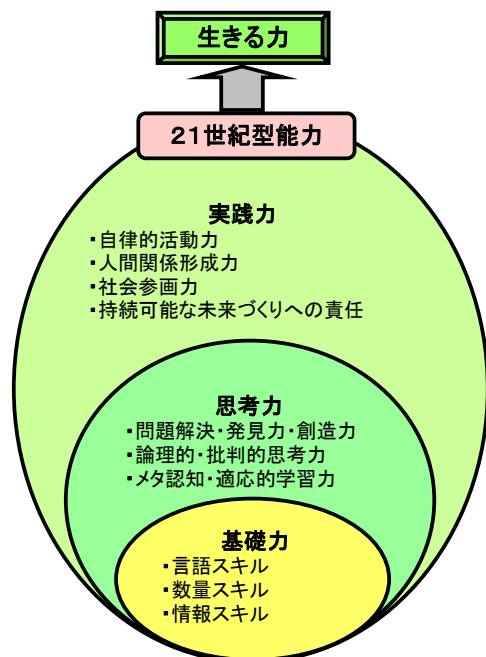 生きる力
21世紀型能力
実践力
・自律的活動力
・人間関係形成力
・社会参画力
・持続可能な未来づくりへの責任
思考力
・問題解決・発見力・創造力
・論理的・批判的思考力
・メタ認知・適応的学習力
基礎力
・言語スキル
・数量スキル
・情報スキル